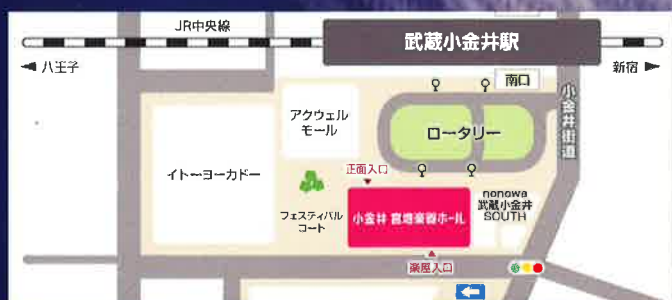 JR中央線
武蔵小金井駅
八王子
新宿
南口
小金井街道
アクウェル
モール
ロータリー
イトーヨーカドー
正面入口
フェスティバル
コート
小金井 宮地楽器ホール
nonowa
武蔵小金井
SOUTH
楽屋入口